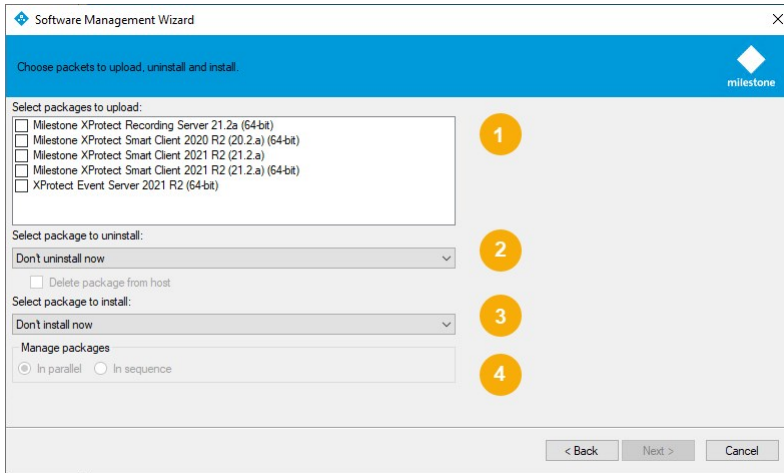 Software Management Wizard
Choose packets to upload, uninstall and install.
milestone
Select packages to upload:
Milestone XProtect Recording Server 21.2a (64-bit)
Milestone XProtect Smart Client 2020 R2 (20.2.a) (64-bit)
Milestone XProtect Smart Client 2021 R2 (21.2.a)
Milestone XProtect Smart Client 2021 R2 (21.2.a) (64-bit)
XProtect Event Server 2021 R2 (64-bit)
1
Select package to uninstall:
Don't uninstall now
2
Delete package from host
Select package to install:
Don't install now
3
Manage packages
In parallel In sequence
4
< Back Next > Cancel